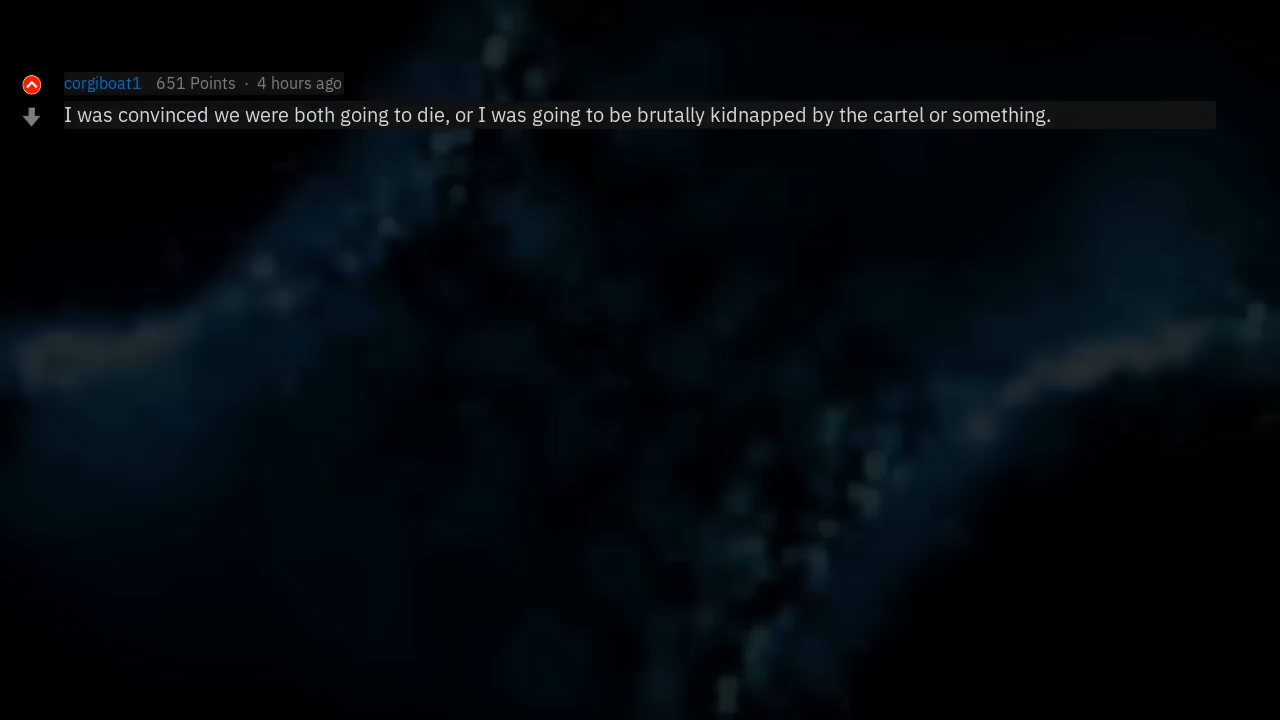 corgiboat1 651 Points · 4 hours ago
I was convinced we were both going to die, or I was going to be brutally kidnapped by the cartel or something.